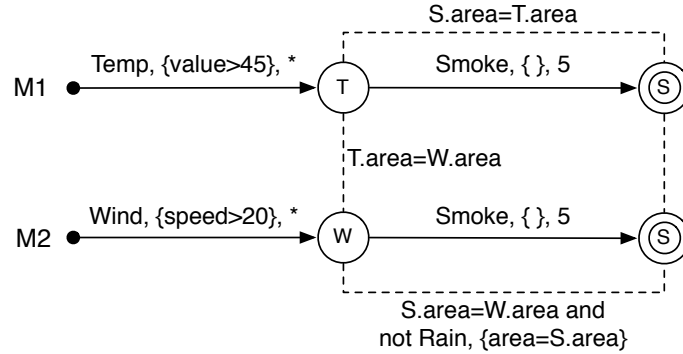 S.area=T.area
Temp, {value>45}, *
Smoke, { }, 5
M1
T
S
T.area=W.area
Wind, {speed>20}, *
Smoke, { }, 5
M2
W
S
S.area=W.area and
not Rain, {area=S.area}